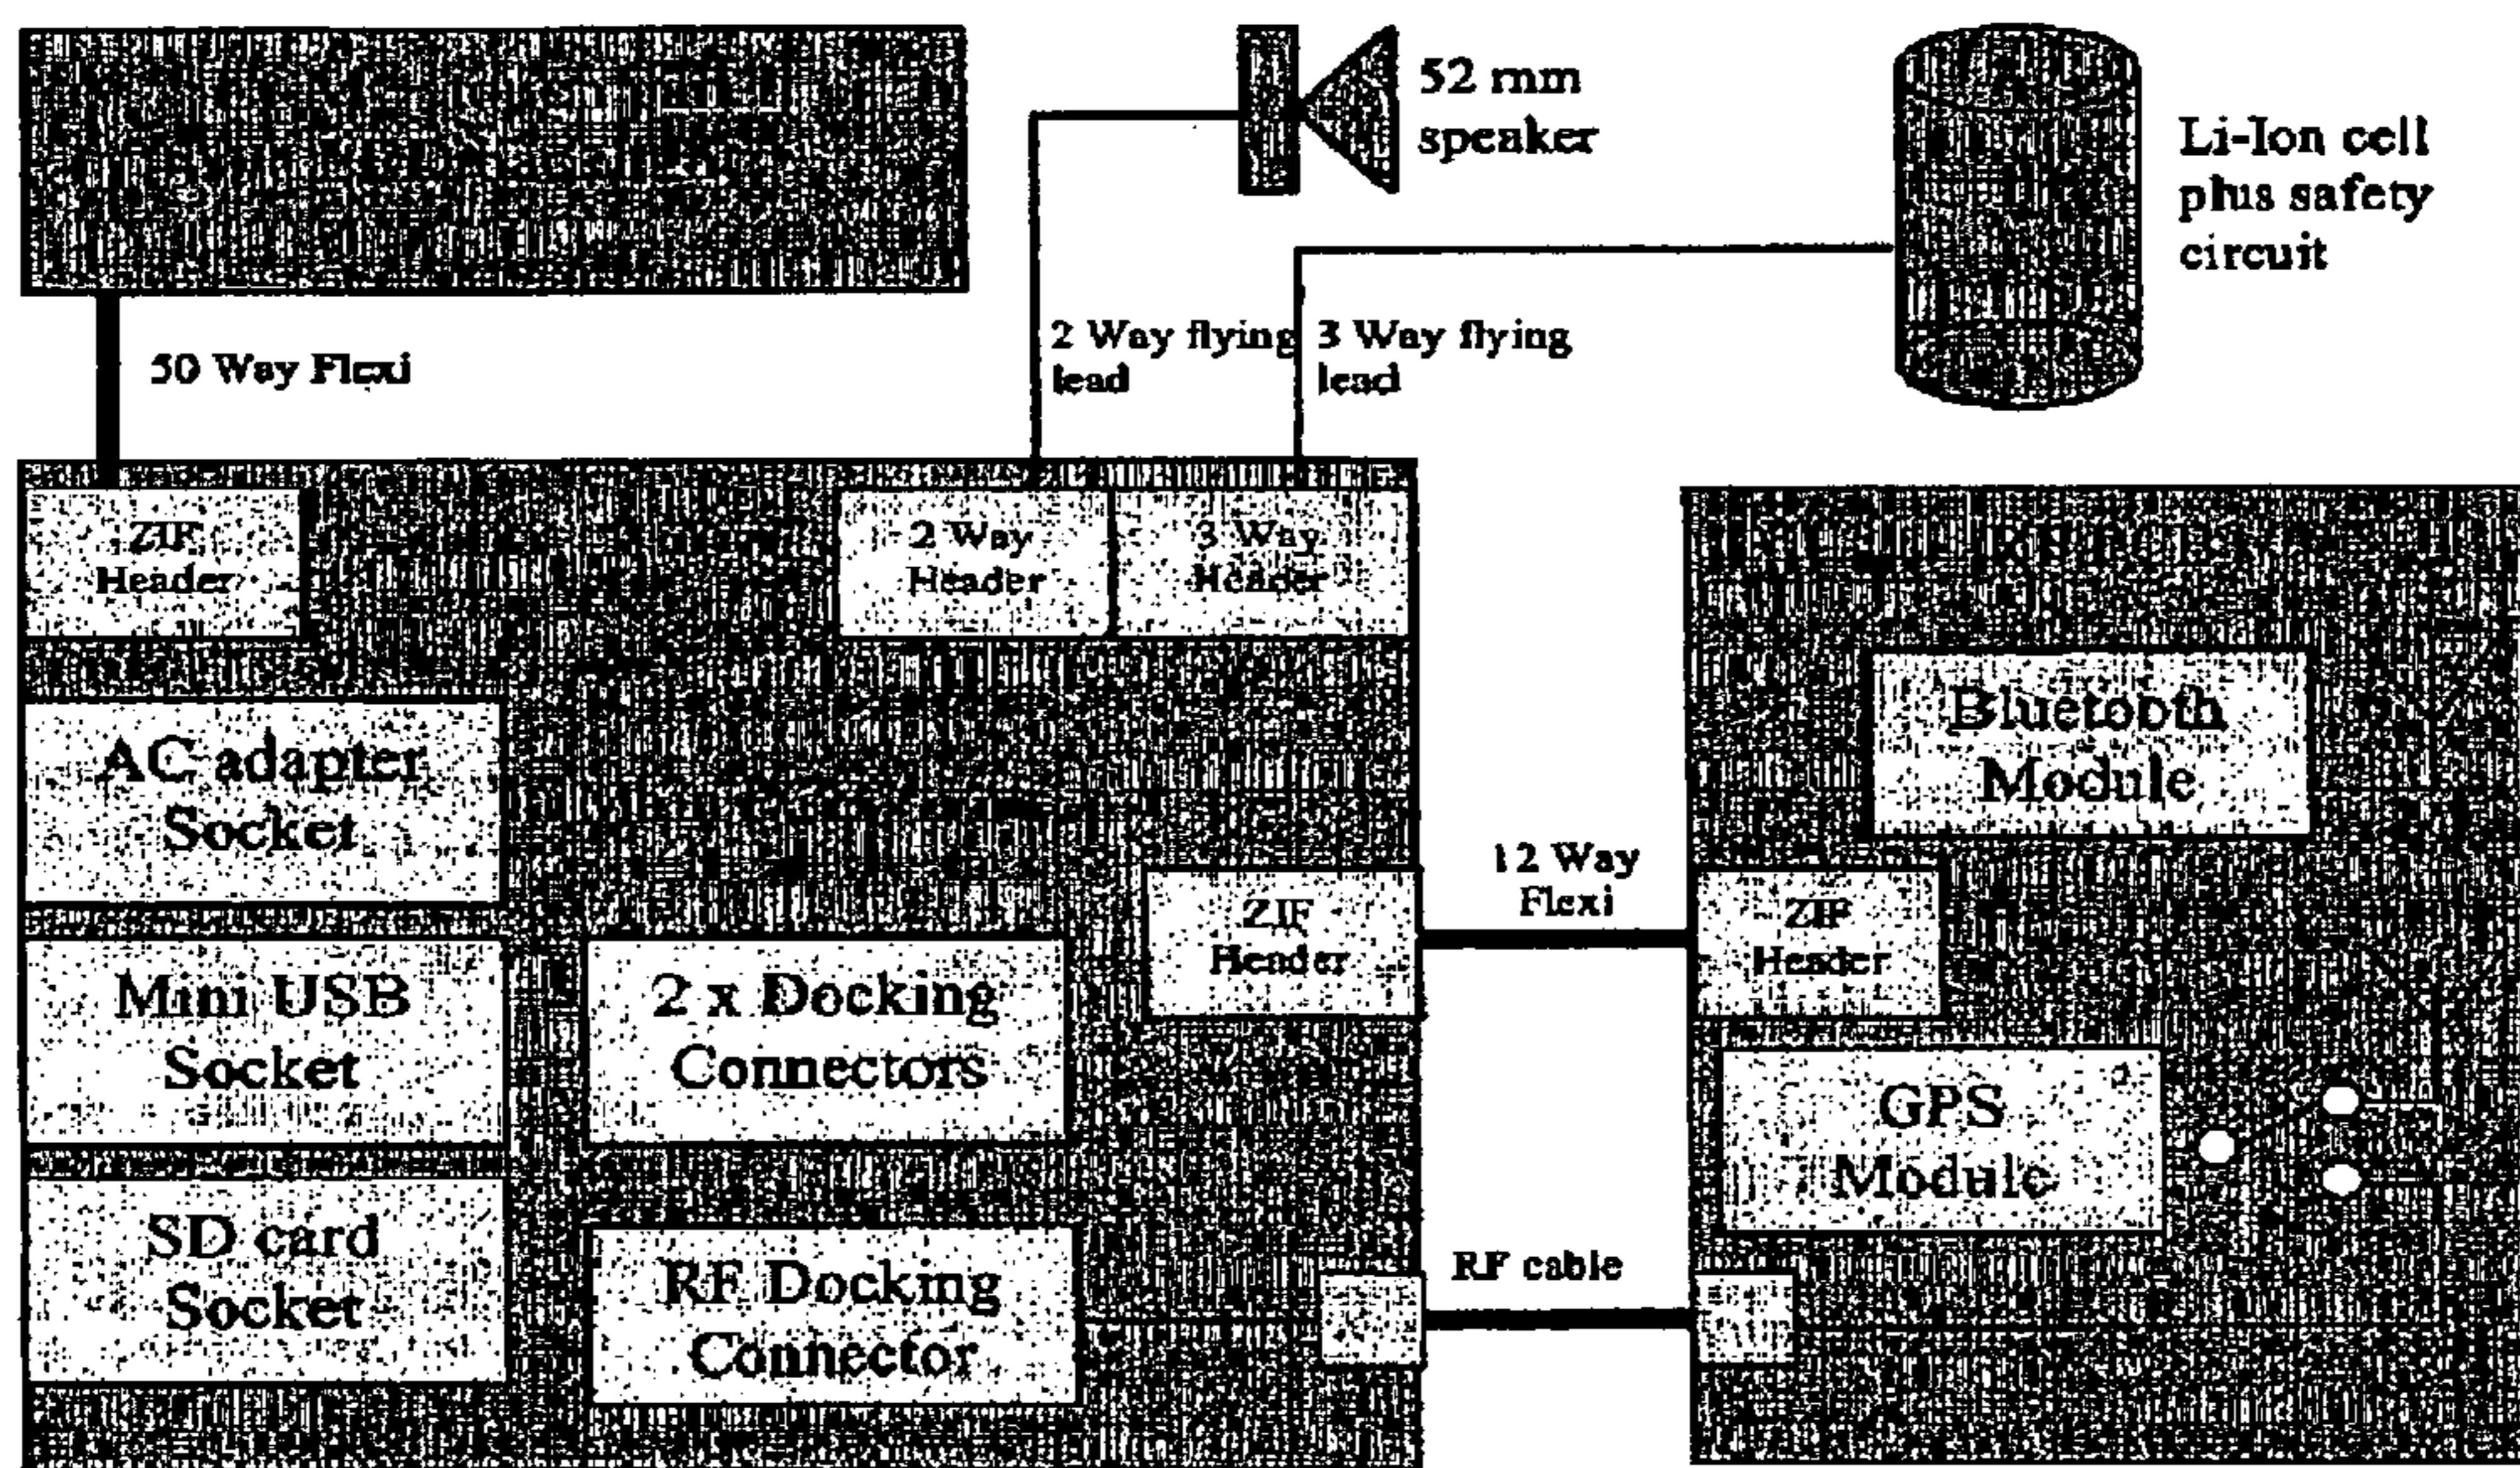 52 mm
speaker
Li-Ion cell
plus safety
circuit
50 Way Flexi
2 Way flying
lead
3 Way flying
lead
ZIF
Header
2 Way
Header
3 Way
Header
AC adapter
Socket
Bluetooth
Module
12 Way
Flexi
ZIF
Header
ZIF
Header
Mini USB
Socket
2 x Docking
Connectors
GPS
Module
SD card
Socket
RF Docking
Connector
RF cable